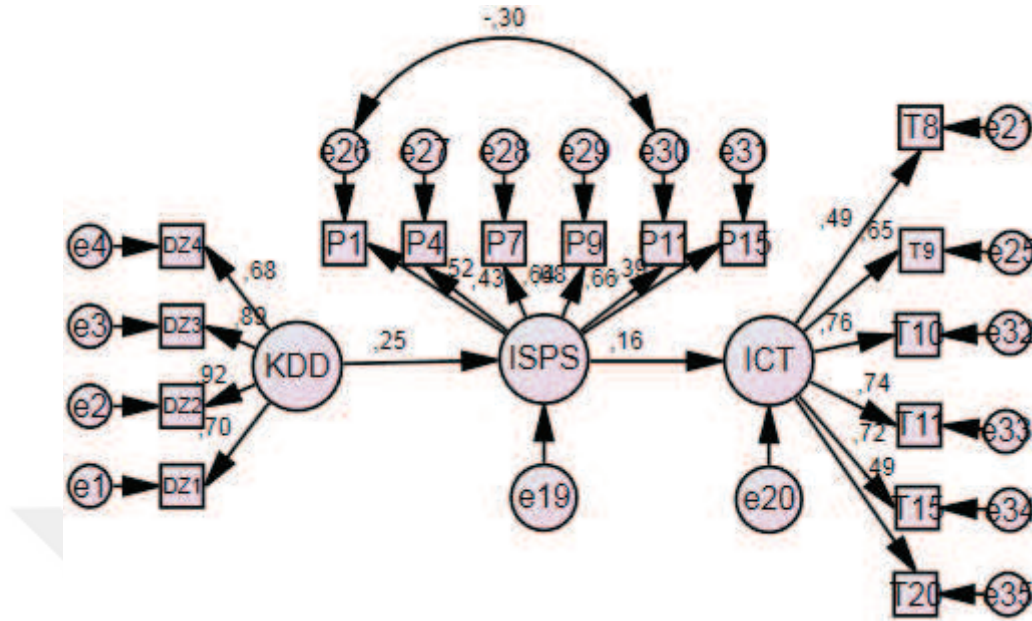 -,30
e26 e27 e28 e29 e30 e31
P1 P4 P7 P9 P11 P15
,52 ,43 ,66 ,39
e4 DZ4 ,68
e3 DZ3 ,89
e2 DZ2 ,92
e1 DZ1 ,70
KDD ,25 ISPS ,16 ICT
e19 e20
,49 T8 e21
,65 T9 e25
,76 T10 e32
,74 T11 e33
,72 T15 e34
,49 T20 e35